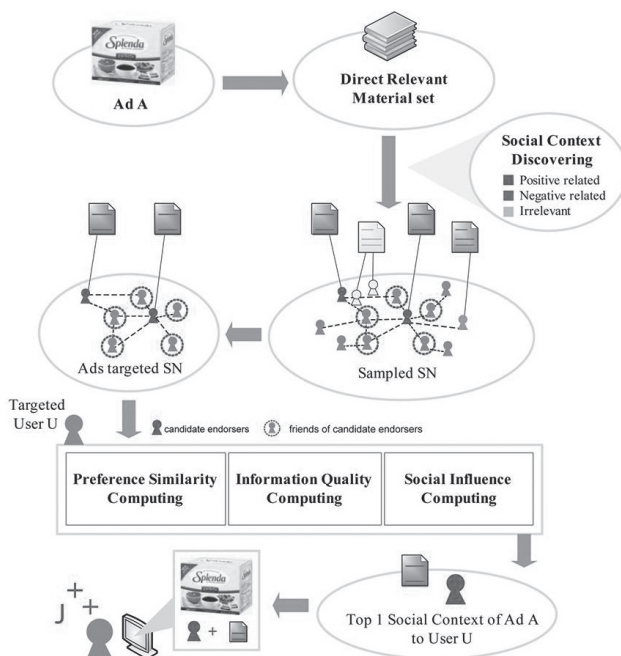 Splenda
Ad A
Direct Relevant
Material set
Social Context
Discovering
Positive related
Negative related
Irrelevant
Ads targeted SN
Sampled SN
Targeted
User U
candidate endorsers
friends of candidate endorsers
Preference Similarity
Computing
Information Quality
Computing
Social Influence
Computing
Splenda
J++
Top 1 Social Context of Ad A
to User U